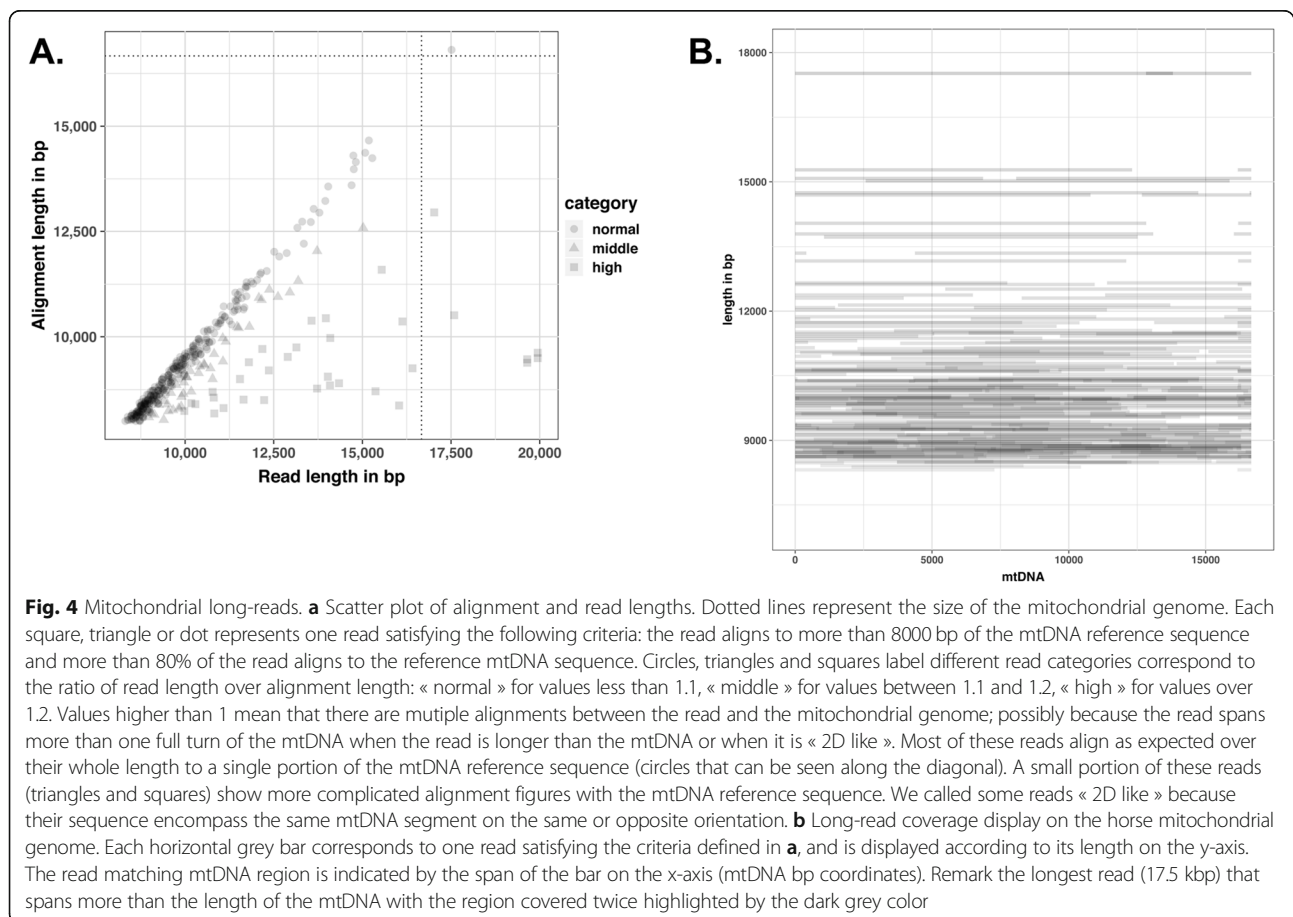 A.
Alignment length in bp
15,000
12,500
10,000
10,000 12,500 15,000 17,500 20,000
Read length in bp
category
normal
middle
high
B.
length in bp
18000
15000
12000
9000
0 5000 10000 15000
mtDNA
Fig. 4 Mitochondrial long-reads. a Scatter plot of alignment and read lengths. Dotted lines represent the size of the mitochondrial genome. Each
square, triangle or dot represents one read satisfying the following criteria: the read aligns to more than 8000 bp of the mtDNA reference sequence
and more than 80% of the read aligns to the reference mtDNA sequence. Circles, triangles and squares label different read categories correspond to
the ratio of read length over alignment length: « normal » for values less than 1.1, « middle » for values between 1.1 and 1.2, « high » for values over
1.2. Values higher than 1 mean that there are mutiple alignments between the read and the mitochondrial genome; possibly because the read spans
more than one full turn of the mtDNA when the read is longer than the mtDNA or when it is « 2D like ». Most of these reads align as expected over
their whole length to a single portion of the mtDNA reference sequence (circles that can be seen along the diagonal). A small portion of these reads
(triangles and squares) show more complicated alignment figures with the mtDNA reference sequence. We called some reads « 2D like » because
their sequence encompass the same mtDNA segment on the same or opposite orientation. b Long-read coverage display on the horse mitochondrial
genome. Each horizontal grey bar corresponds to one read satisfying the criteria defined in a, and is displayed according to its length on the y-axis.
The read matching mtDNA region is indicated by the span of the bar on the x-axis (mtDNA bp coordinates). Remark the longest read (17.5 kbp) that
spans more than the length of the mtDNA with the region covered twice highlighted by the dark grey color